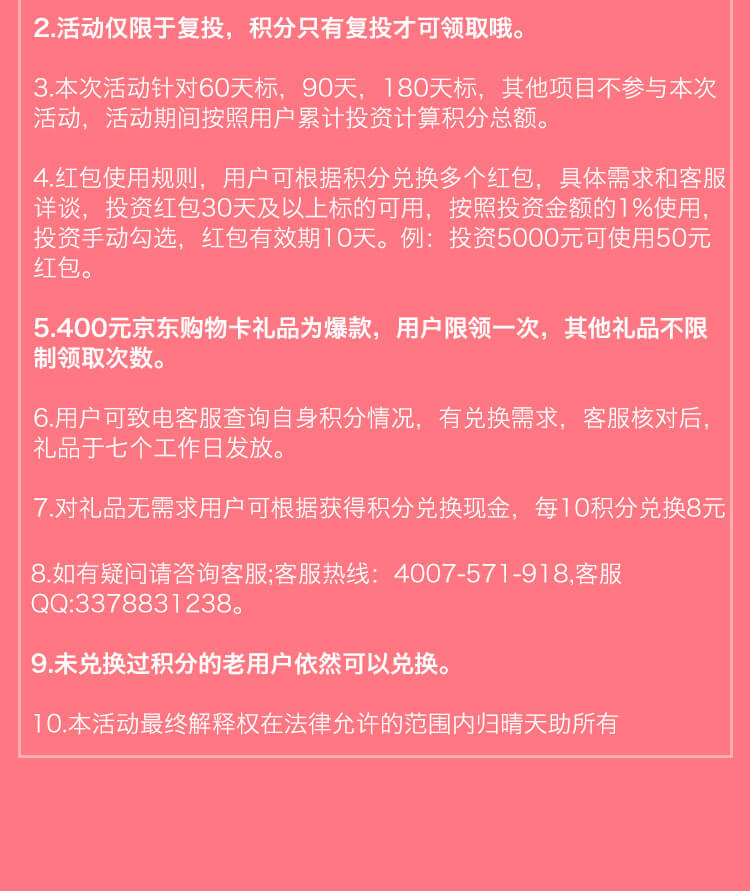 2.活动仅限于复投，积分只有复投才可领取哦。
3.本次活动针对60天标，90天，180天标，其他项目不参与本次
活动，活动期间按照用户累计投资计算积分总额。
4.红包使用规则，用户可根据积分兑换多个红包，具体需求和客服
详谈，投资红包30天及以上标的可用，按照投资金额的1%使用，
投资手动勾选，红包有效期10天。例：投资5000元可使用50元
红包。
5.400元京东购物卡礼品为爆款，用户限领一次，其他礼品不限
制领取次数。
6.用户可致电客服查询自身积分情况，有兑换需求，客服核对后，
礼品于七个工作日发放。
7.对礼品无需求用户可根据获得积分兑换现金，每10积分兑换8元
8.如有疑问请咨询客服;客服热线：4007-571-918,客服
QQ:3378831238。
9.未兑换过积分的老用户依然可以兑换。
10.本活动最终解释权在法律允许的范围内归晴天助所有